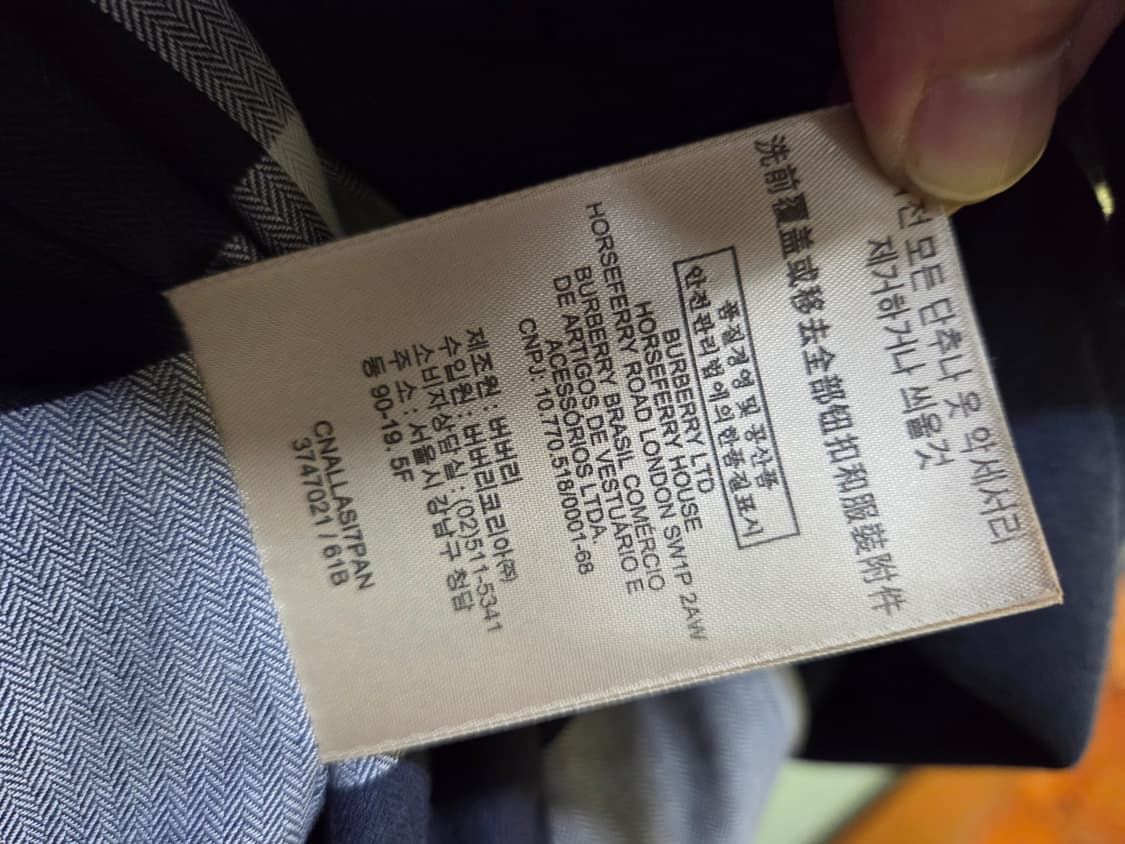 전 모든 단추나 옷 악세서리
제거하거나 씌울것
洗前覆盖或移去全部钮扣和服装附件
품질경영 및 공산품
안전관리 법에의한품질표시
BURBERRY LTD
HORSEFERRY HOUSE
HORSEFERRY ROAD LONDON SW1P 2AW
BURBERRY BRASIL COMÉRCIO
DE ARTIGOS DE VESTUÁRIO E
ACESSÓRIOS LTDA.
CNPJ: 10.770.518/0001-68
제조원: 버버리
수입원: 버버리코리아㈜
소비자상담실: (02)511-5341
주 소: 서울시 강남구 청담
동 90-19.5F
CNALLASI7PAN
3747021 / 61B